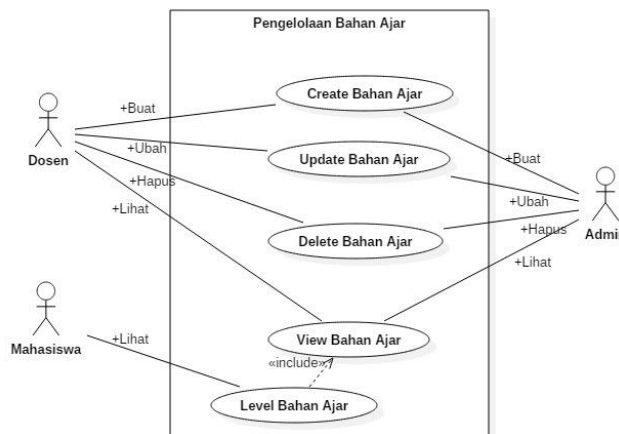 Pengelolaan Bahan Ajar
Create Bahan Ajar
+Buat
Dosen
+Ubah
Update Bahan Ajar
+Buat
+Hapus
+Ubah
+Lihat
Delete Bahan Ajar
+Hapus
Admin
+Lihat
Mahasiswa
+Lihat
View Bahan Ajar
«include»
Level Bahan Ajar